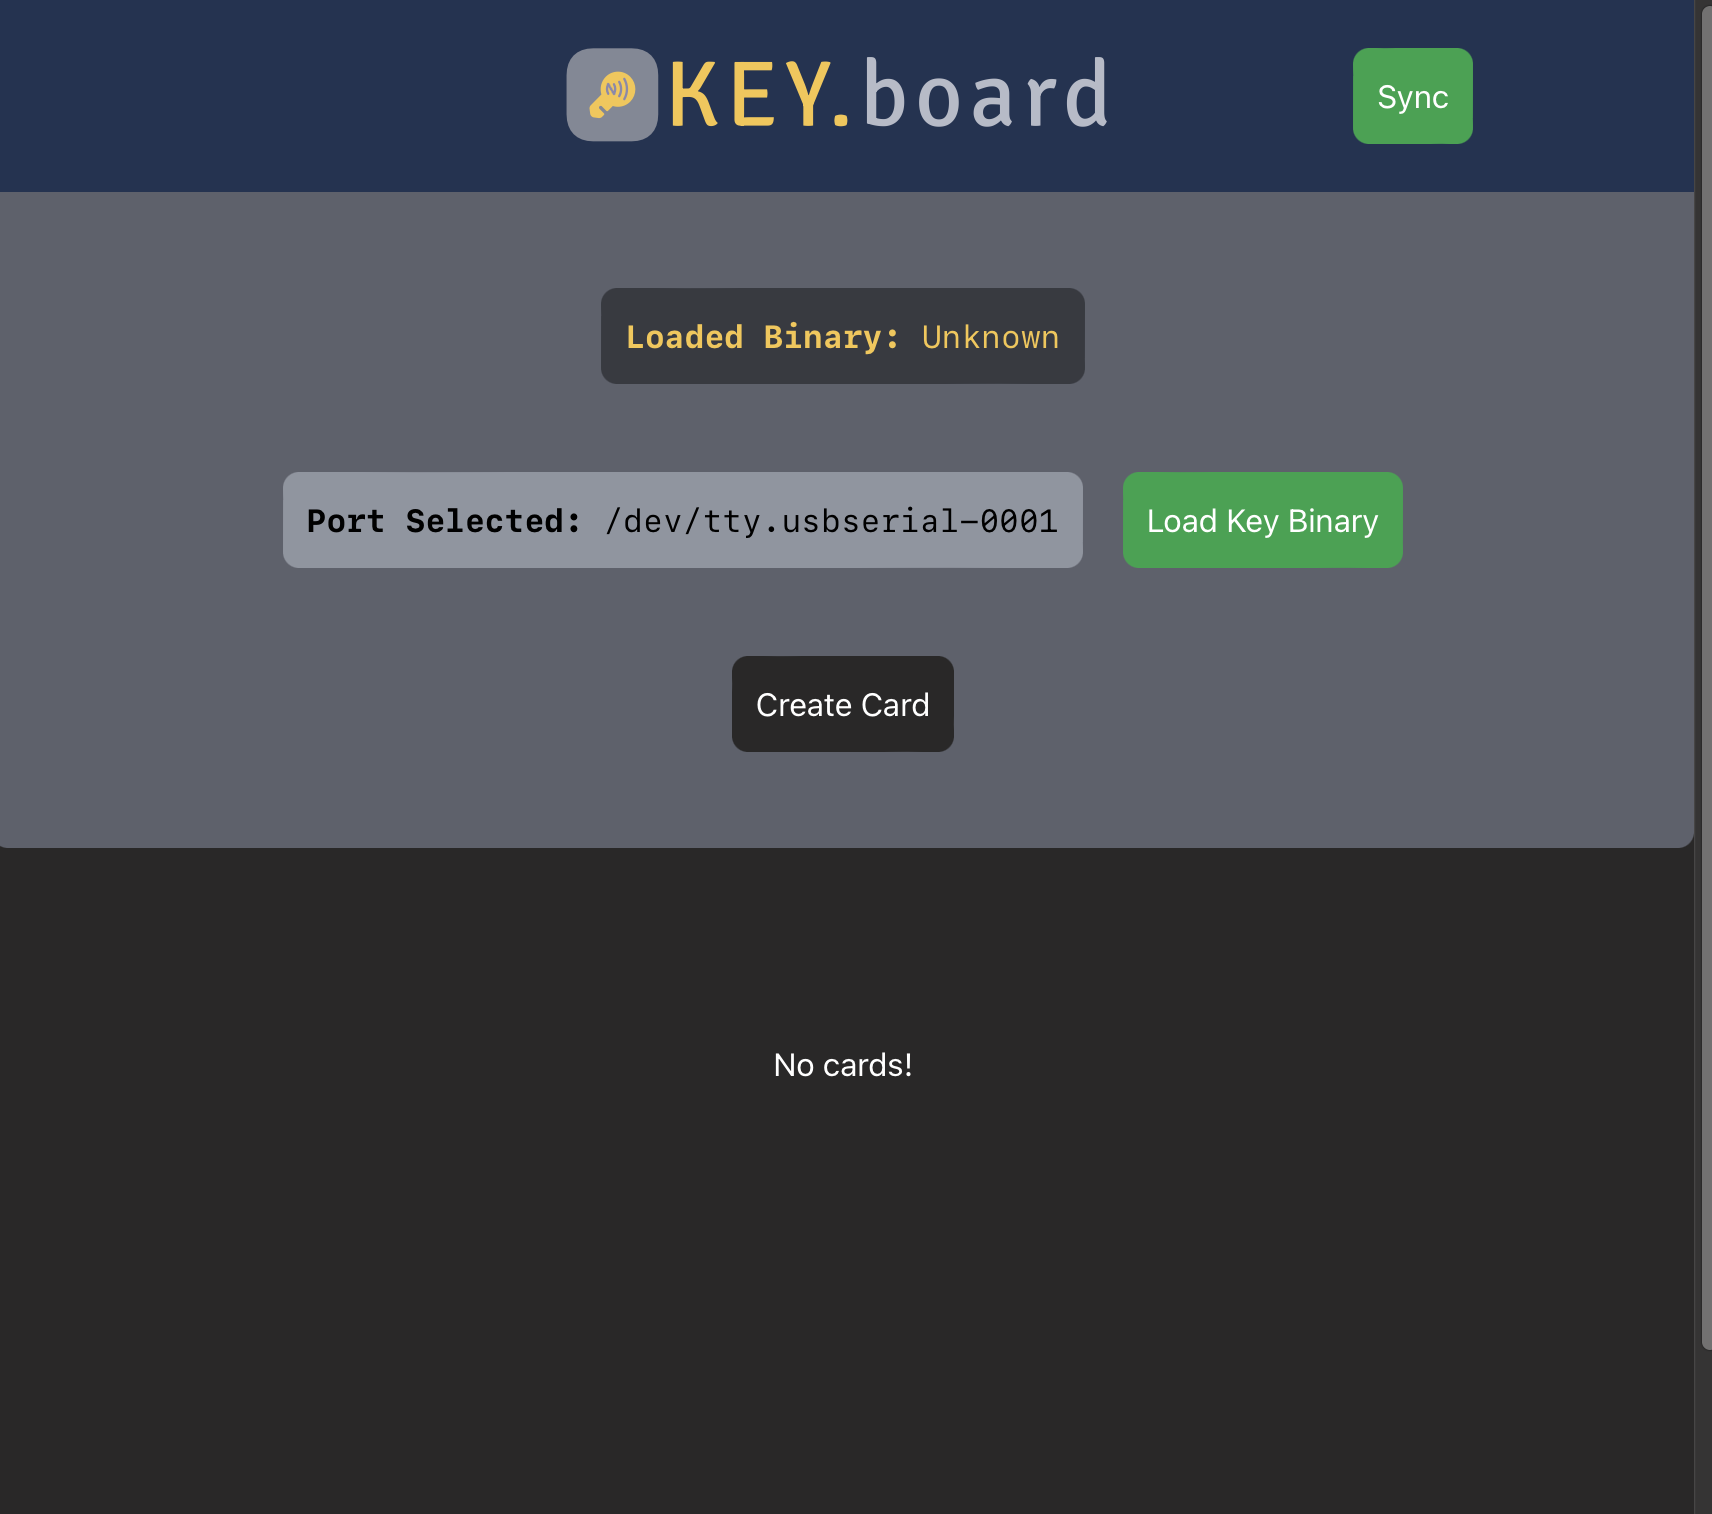 KEY.board
Sync
Loaded Binary: Unknown
Port Selected: /dev/tty.usbserial-0001
Load Key Binary
Create Card
No cards!